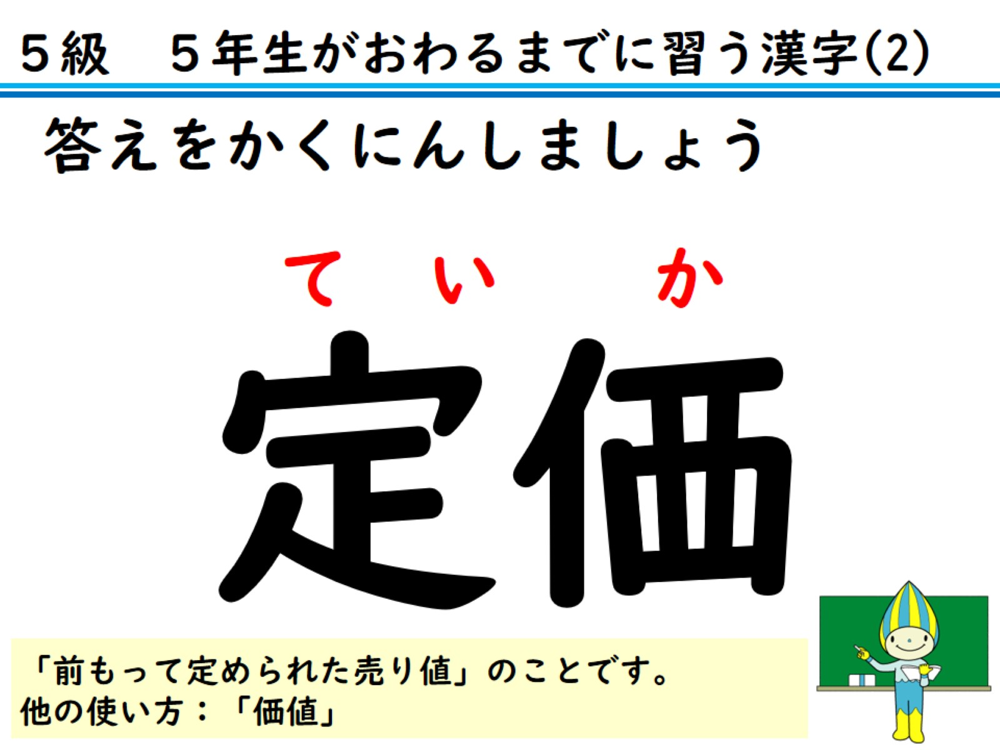 ５級　５年生がおわるまでに習う漢字(2)
答えをかくにんしましょう
てい　か
定価
「前もって定められた売り値」のことです。
他の使い方：「価値」